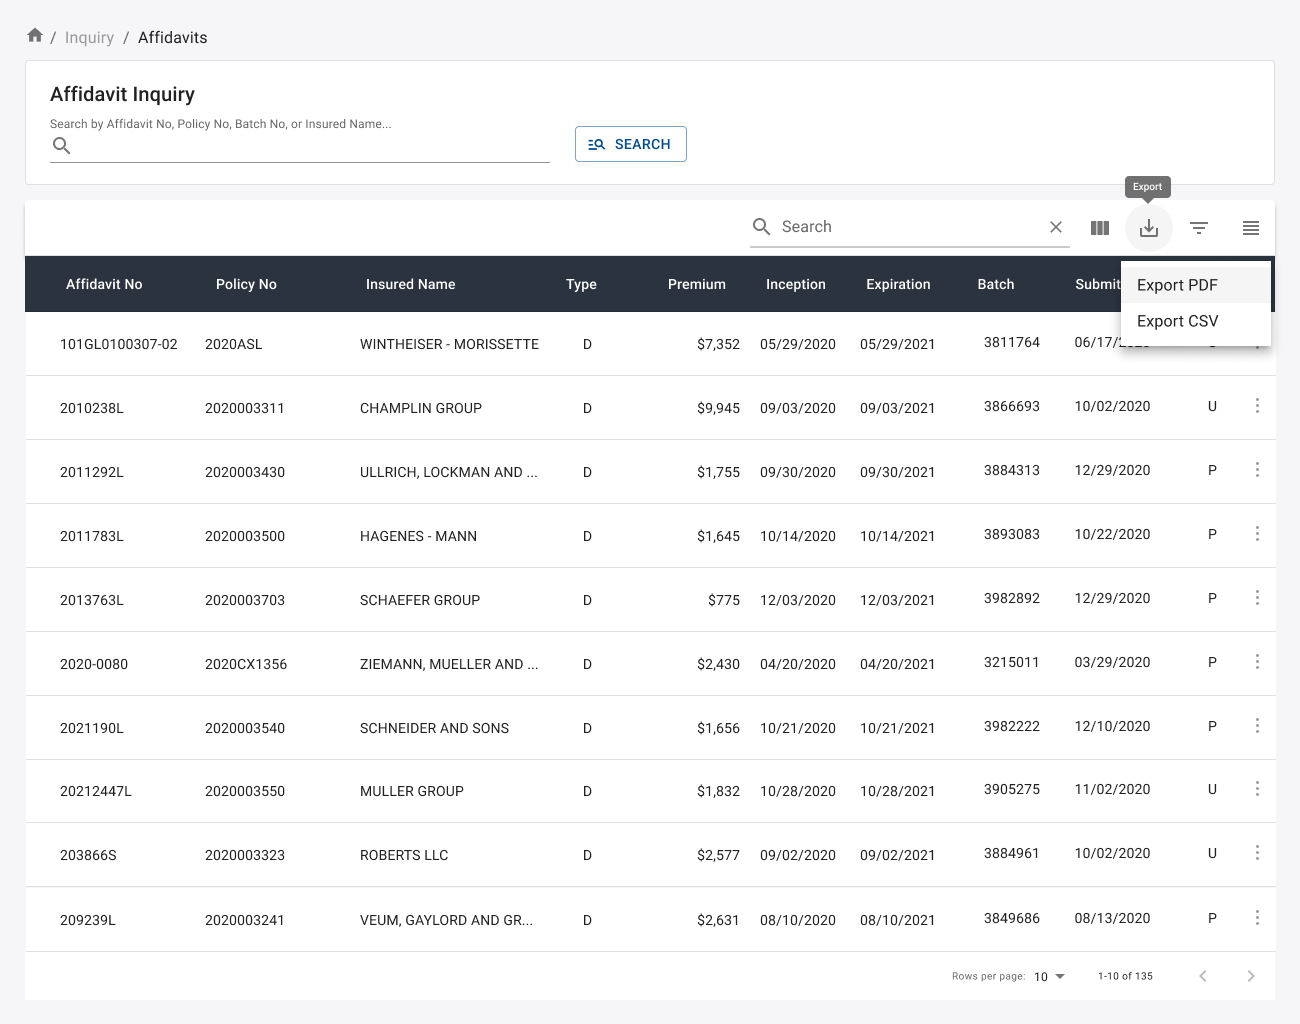 / Inquiry / Affidavits
Affidavit Inquiry
Search by Affidavit No, Policy No, Batch No, or Insured Name...
SEARCH
Export
Search
Affidavit No Policy No Insured Name Type Premium Inception Expiration Batch Submit
Export PDF
Export CSV
101GL0100307-02 2020ASL WINTHEISER - MORISSETTE D $7,352 05/29/2020 05/29/2021 3811764 06/17/2020
2010238L 2020003311 CHAMPLIN GROUP D $9,945 09/03/2020 09/03/2021 3866693 10/02/2020 U
2011292L 2020003430 ULLRICH, LOCKMAN AND ... D $1,755 09/30/2020 09/30/2021 3884313 12/29/2020 P
2011783L 2020003500 HAGENES - MANN D $1,645 10/14/2020 10/14/2021 3893083 10/22/2020 P
2013763L 2020003703 SCHAEFER GROUP D $775 12/03/2020 12/03/2021 3982892 12/29/2020 P
2020-0080 2020CX1356 ZIEMANN, MUELLER AND ... D $2,430 04/20/2020 04/20/2021 3215011 03/29/2020 P
2021190L 2020003540 SCHNEIDER AND SONS D $1,656 10/21/2020 10/21/2021 3982222 12/10/2020 P
20212447L 2020003550 MULLER GROUP D $1,832 10/28/2020 10/28/2021 3905275 11/02/2020 U
203866S 2020003323 ROBERTS LLC D $2,577 09/02/2020 09/02/2021 3884961 10/02/2020 U
209239L 2020003241 VEUM, GAYLORD AND GR... D $2,631 08/10/2020 08/10/2021 3849686 08/13/2020 P
Rows per page: 10 1-10 of 135